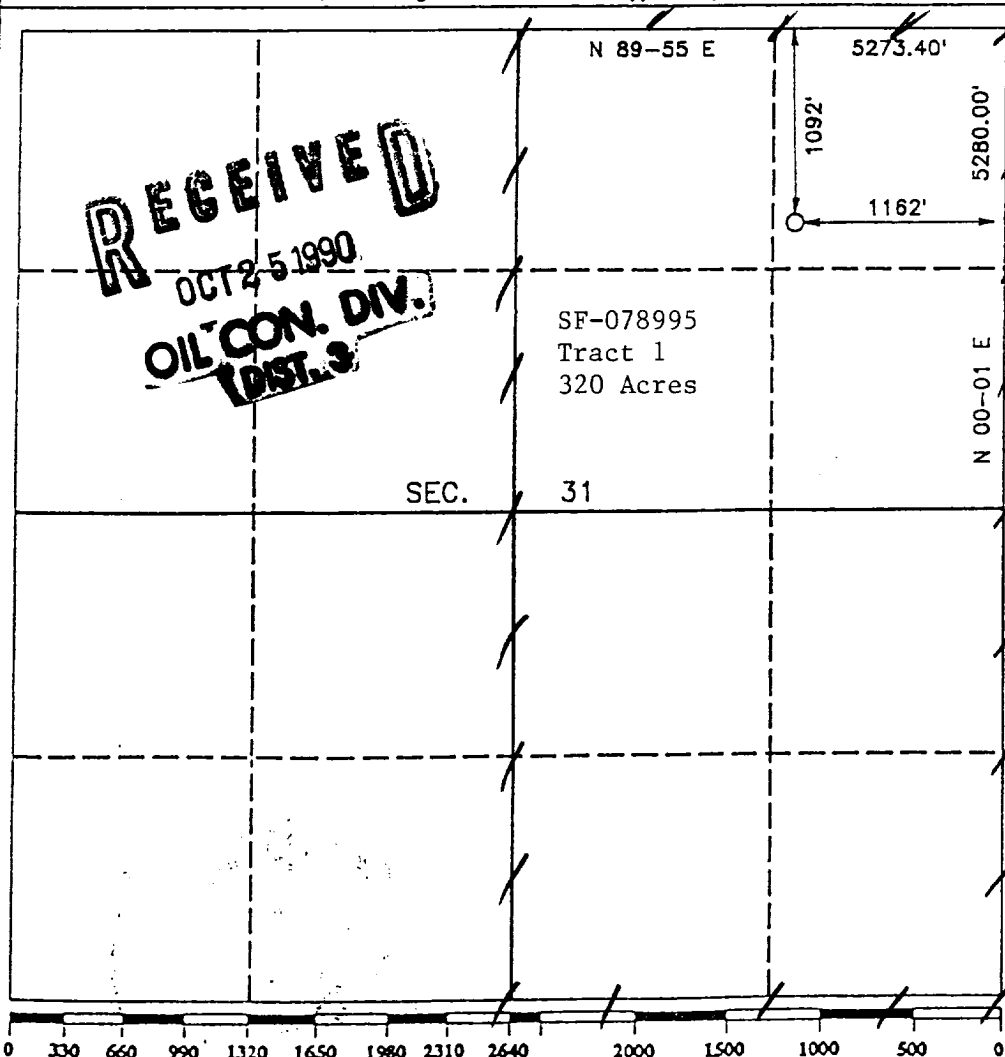 N 89-55 E 5273.40'
1092'
5280.00'
1162'
RECEIVED
OCT 25 1990
OIL CON. DIV.
DIST. 3
SF-078995
Tract 1
320 Acres
N 00-01 E
SEC. 31
0 330 660 990 1320 1650 1980 2310 2640 2000 1500 1000 500 0